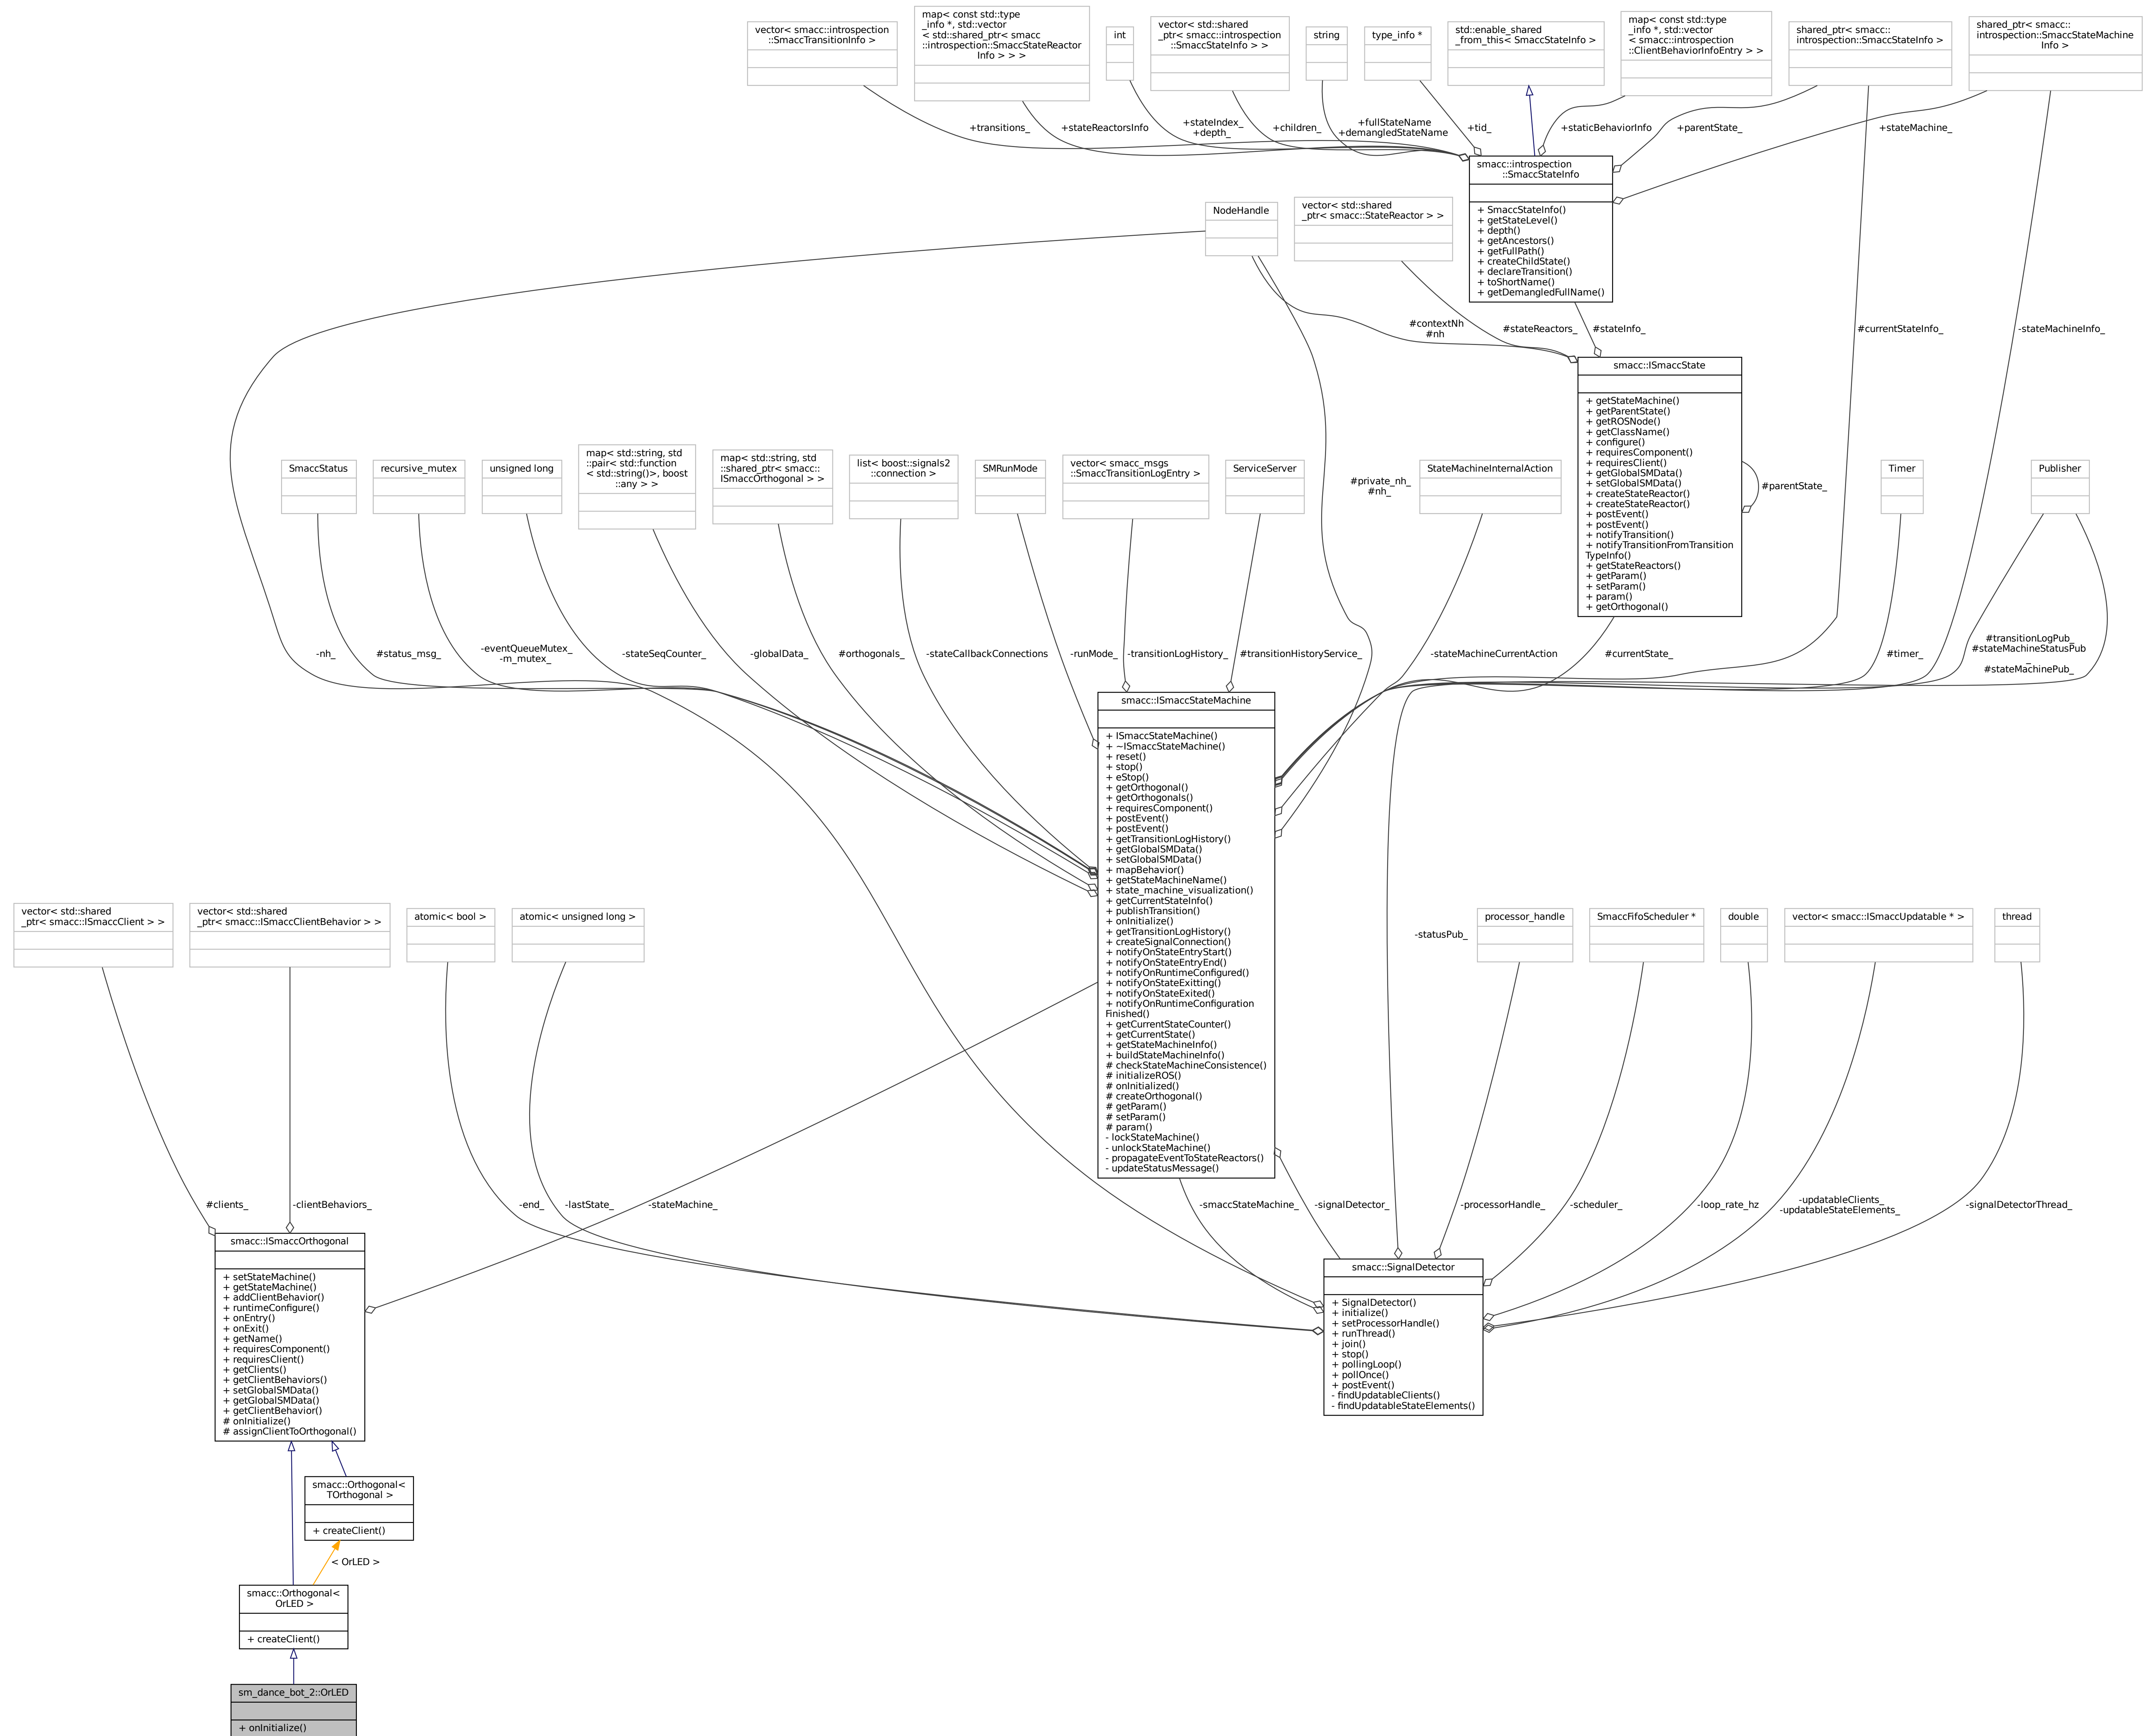 vector< smacc::introspection
::SmaccTransitionInfo >
map< const std::type
_info *, std::vector
< std::shared_ptr< smacc
::introspection::SmaccStateReactor
Info > > >
int
vector< std::shared
_ptr< smacc::introspection
::SmaccStateInfo > >
string
type_info *
std::enable_shared
_from_this< SmaccStateInfo >
map< const std::type
_info *, std::vector
< smacc::introspection
::ClientBehaviorInfoEntry > >
shared_ptr< smacc::
introspection::SmaccStateInfo >
shared_ptr< smacc::
introspection::SmaccStateMachine
Info >
+transitions_
+stateReactorsInfo
+stateIndex_
+depth_
+children_
+fullStateName
+demangledStateName
+tid_
+staticBehaviorInfo
+parentState_
+stateMachine_
smacc::introspection
::SmaccStateInfo
+ SmaccStateInfo()
+ getStateLevel()
+ depth()
+ getAncestors()
+ getFullPath()
+ createChildState()
+ declareTransition()
+ toShortName()
+ getDemangledFullName()
NodeHandle
vector< std::shared
_ptr< smacc::StateReactor > >
#contextNh
#nh
#stateReactors_
#stateInfo_
#currentStateInfo_
-stateMachineInfo_
smacc::ISmaccState
+ getStateMachine()
+ getParentState()
+ getROSNode()
+ getClassName()
+ configure()
+ requiresComponent()
+ requiresClient()
+ getGlobalSMData()
+ setGlobalSMData()
+ createStateReactor()
+ createStateReactor()
+ postEvent()
+ postEvent()
+ notifyTransition()
+ notifyTransitionFromTransition
TypeInfo()
+ getStateReactors()
+ getParam()
+ setParam()
+ param()
+ getOrthogonal()
#parentState_
SmaccStatus
recursive_mutex
unsigned long
map< std::string, std
::pair< std::function
< std::string()>, boost
::any > >
map< std::string, std
::shared_ptr< smacc::
ISmaccOrthogonal > >
list< boost::signals2
::connection >
SMRunMode
vector< smacc_msgs
::SmaccTransitionLogEntry >
ServiceServer
#private_nh_
#nh_
StateMachineInternalAction
Timer
Publisher
-nh_
#status_msg_
-eventQueueMutex_
-m_mutex_
-stateSeqCounter_
-globalData_
#orthogonals_
-stateCallbackConnections
-runMode_
-transitionLogHistory_
#transitionHistoryService_
-stateMachineCurrentAction
#currentState_
#timer_
#transitionLogPub_
#stateMachineStatusPub
_
#stateMachinePub_
smacc::ISmaccStateMachine
+ ISmaccStateMachine()
+ ~ISmaccStateMachine()
+ reset()
+ stop()
+ eStop()
+ getOrthogonal()
+ getOrthogonals()
+ requiresComponent()
+ postEvent()
+ postEvent()
+ getTransitionLogHistory()
+ getGlobalSMData()
+ setGlobalSMData()
+ mapBehavior()
+ getStateMachineName()
+ state_machine_visualization()
+ getCurrentStateInfo()
+ publishTransition()
+ onInitialize()
+ getTransitionLogHistory()
+ createSignalConnection()
+ notifyOnStateEntryStart()
+ notifyOnStateEntryEnd()
+ notifyOnRuntimeConfigured()
+ notifyOnStateExitting()
+ notifyOnStateExited()
+ notifyOnRuntimeConfiguration
Finished()
+ getCurrentStateCounter()
+ getCurrentState()
+ getStateMachineInfo()
+ buildStateMachineInfo()
# checkStateMachineConsistence()
# initializeROS()
# onInitialized()
# createOrthogonal()
# getParam()
# setParam()
# param()
- lockStateMachine()
- unlockStateMachine()
- propagateEventToStateReactors()
- updateStatusMessage()
vector< std::shared
_ptr< smacc::ISmaccClient > >
vector< std::shared
_ptr< smacc::ISmaccClientBehavior > >
atomic< bool >
atomic< unsigned long >
-statusPub_
processor_handle
SmaccFifoScheduler *
double
vector< smacc::ISmaccUpdatable * >
thread
#clients_
-clientBehaviors_
-end_
-lastState_
-stateMachine_
-smaccStateMachine_
-signalDetector_
-processorHandle_
-scheduler_
-loop_rate_hz
-updatableClients_
-updatableStateElements_
-signalDetectorThread_
smacc::ISmaccOrthogonal
+ setStateMachine()
+ getStateMachine()
+ addClientBehavior()
+ runtimeConfigure()
+ onEntry()
+ onExit()
+ getName()
+ requiresComponent()
+ requiresClient()
+ getClients()
+ getClientBehaviors()
+ setGlobalSMData()
+ getGlobalSMData()
+ getClientBehavior()
# onInitialize()
# assignClientToOrthogonal()
smacc::SignalDetector
+ SignalDetector()
+ initialize()
+ setProcessorHandle()
+ runThread()
+ join()
+ stop()
+ pollingLoop()
+ pollOnce()
+ postEvent()
- findUpdatableClients()
- findUpdatableStateElements()
smacc::Orthogonal<
TOrthogonal >
+ createClient()
< OrLED >
smacc::Orthogonal<
OrLED >
+ createClient()
sm_dance_bot_2::OrLED
+ onInitialize()